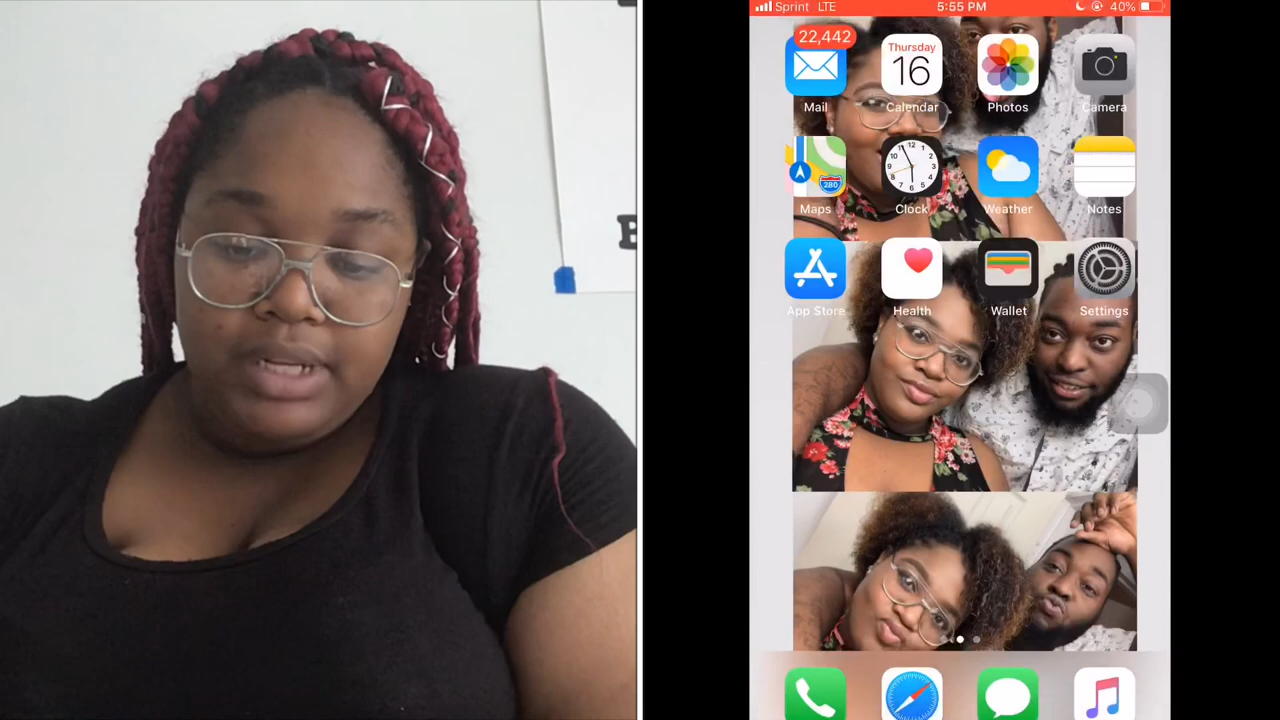 Sprint LTE 5:55 PM 40%
22,442
Thursday
16
Mail Calendar Photos Camera
280
Maps Clock Weather Notes
App Store Health Wallet Settings